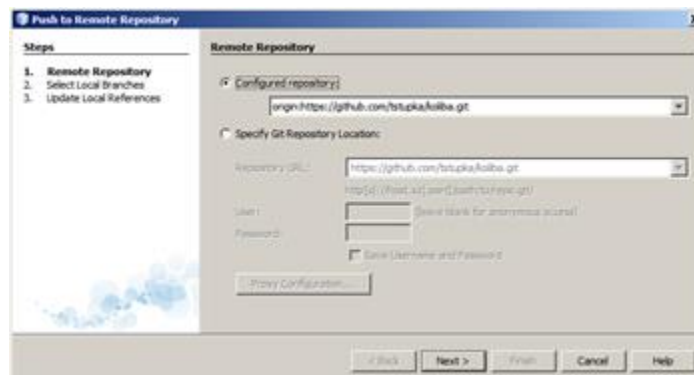 Push to Remote Repository
Steps
1. Remote Repository
2. Select Local Branches
3. Update Local References
Remote Repository
Configured repository:
origin:https://github.com/tstupka/koliba.git
Specify Git Repository Location:
Repository URL:
https://github.com/tstupka/koliba.git
User:
(leave blank for anonymous access)
Password:
Save Username and Password
Proxy Configuration...
< Back
Next >
Finish
Cancel
Help